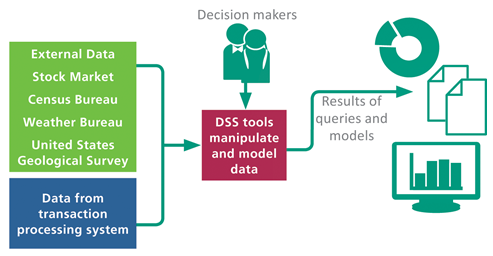 Decision makers
External Data
Stock Market
Census Bureau
Weather Bureau
United States
Geological Survey
Data from
transaction
processing system
DSS tools
manipulate
and model
data
Results of
queries and
models